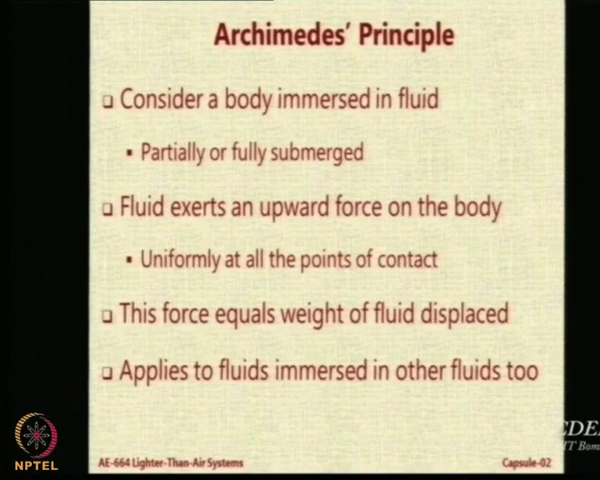 Archimedes' Principle
Consider a body immersed in fluid
Partially or fully submerged
Fluid exerts an upward force on the body
Uniformly at all the points of contact
This force equals weight of fluid displaced
Applies to fluids immersed in other fluids too
NPTEL
AE-664 Lighter-Than-Air Systems
Capsule-02